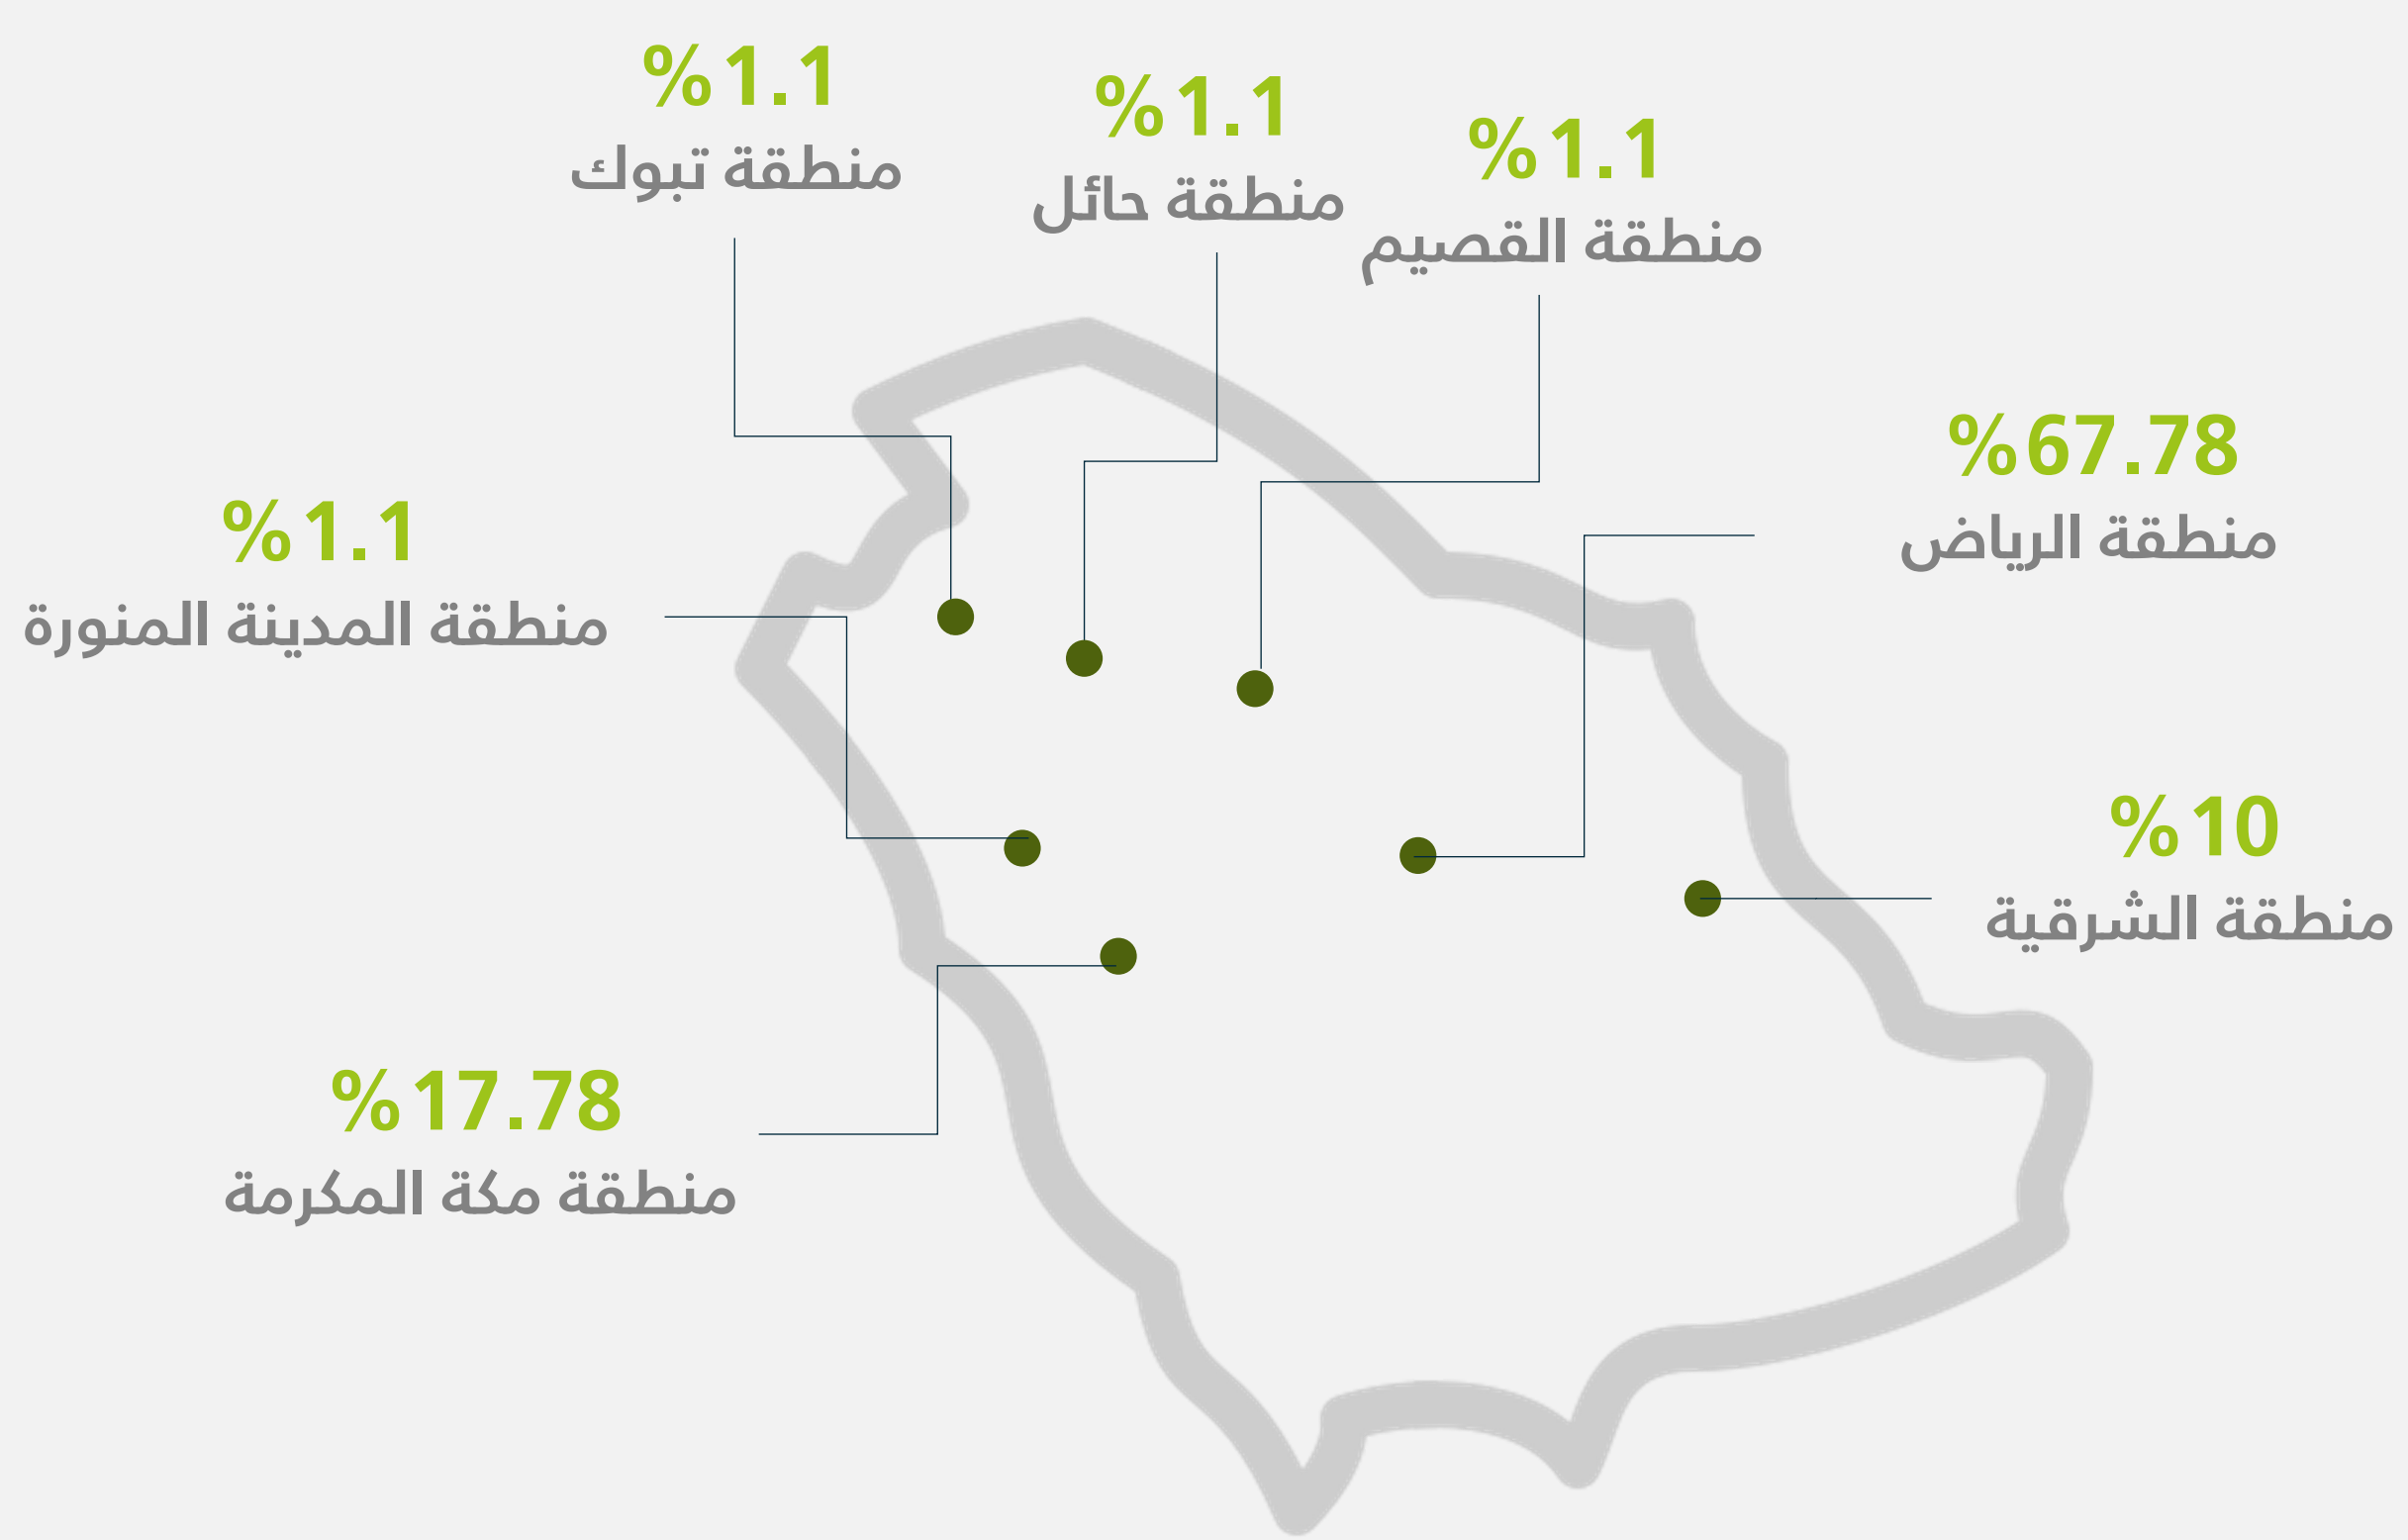 %1.1
منطقة تبوك
%1.1
منطقة حائل
%1.1
منطقة القصيم
%67.78
منطقة الرياض
%1.1
منطقة المدينة المنورة
%10
منطقة الشرقية
%17.78
منطقة مكة المكرمة